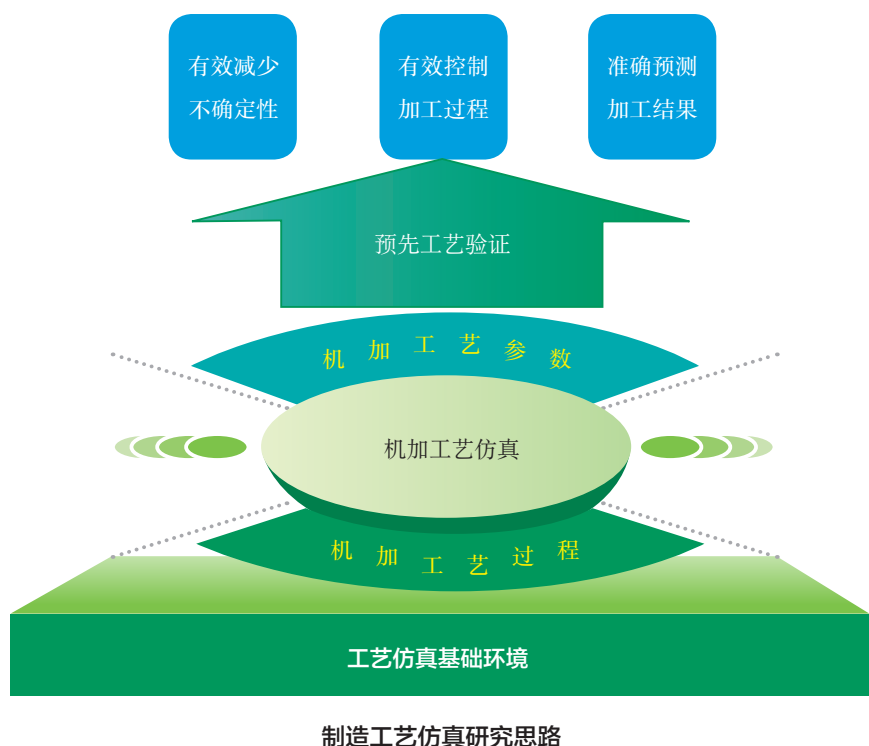 有效减少
不确定性
有效控制
加工过程
准确预测
加工结果
预先工艺验证
机加工艺参数
机加工艺仿真
机加工艺过程
工艺仿真基础环境
制造工艺仿真研究思路